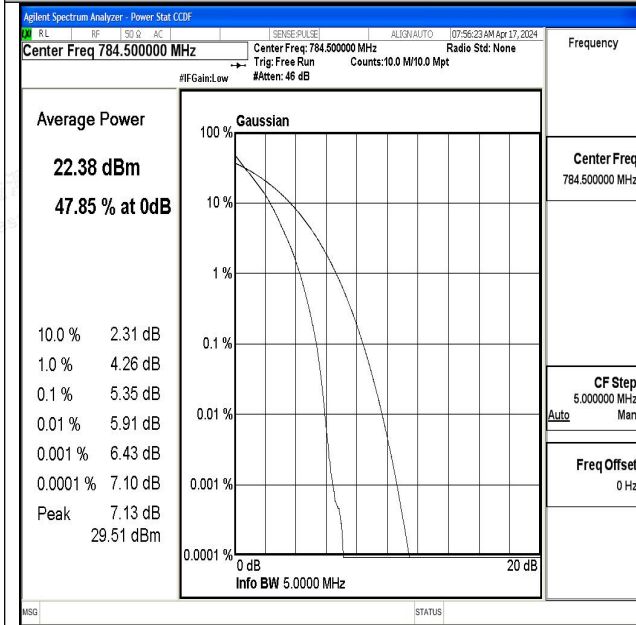 Agilent Spectrum Analyzer - Power Stat CCDF
RL RF 50 Ω AC SENSE:PULSE ALIGN AUTO 07:56:23 AM Apr 17, 2024
Center Freq 784.500000 MHz
Center Freq: 784.500000 MHz Radio Std: None
Trig: Free Run Counts:10.0 M/10.0 Mpt
#IFGain:Low #Atten: 46 dB
Frequency
Average Power
22.38 dBm
47.85 % at 0dB
10.0 % 2.31 dB
1.0 % 4.26 dB
0.1 % 5.35 dB
0.01 % 5.91 dB
0.001 % 6.43 dB
0.0001 % 7.10 dB
Peak 7.13 dB
29.51 dBm
Gaussian
100 %
10 %
1 %
0.1 %
0.01 %
0.001 %
0.0001 %
0 dB 20 dB
Info BW 5.0000 MHz
Center Freq
784.500000 MHz
CF Step
5.000000 MHz
Auto Man
Freq Offset
0 Hz
MSG STATUS